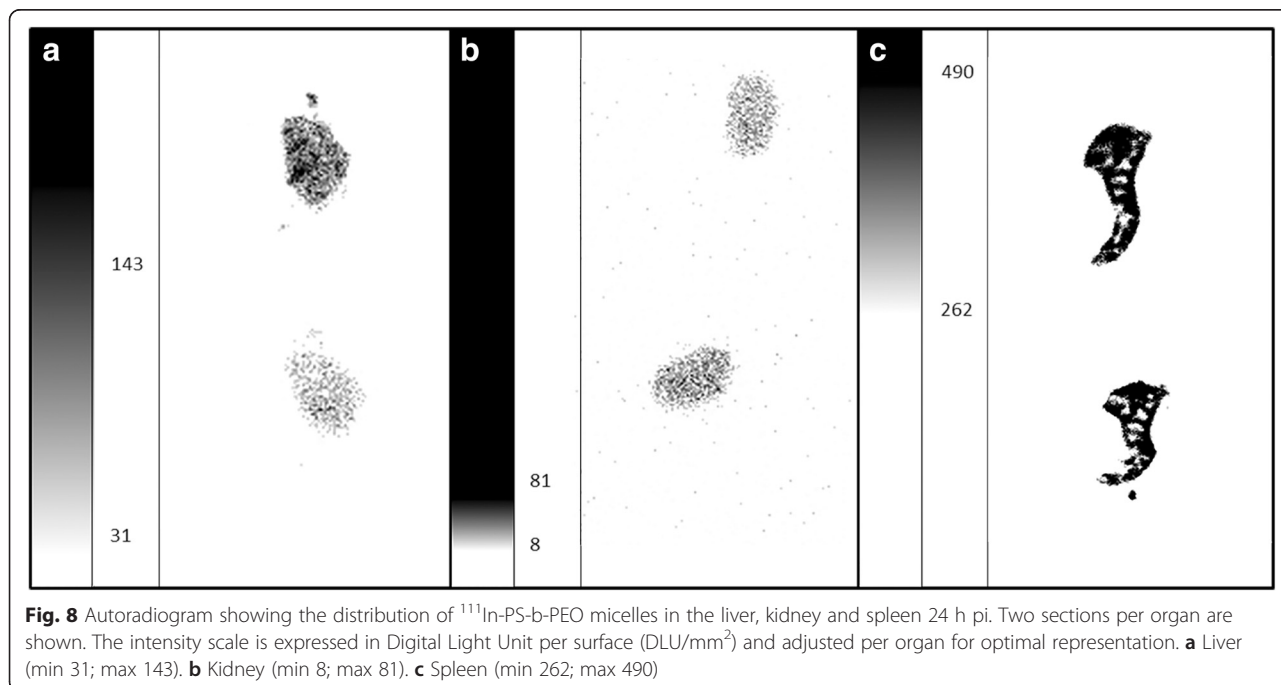 a
b
c
143
31
81
8
490
262
Fig. 8 Autoradiogram showing the distribution of ¹¹¹In-PS-b-PEO micelles in the liver, kidney and spleen 24 h pi. Two sections per organ are
shown. The intensity scale is expressed in Digital Light Unit per surface (DLU/mm²) and adjusted per organ for optimal representation. a Liver
(min 31; max 143). b Kidney (min 8; max 81). c Spleen (min 262; max 490)